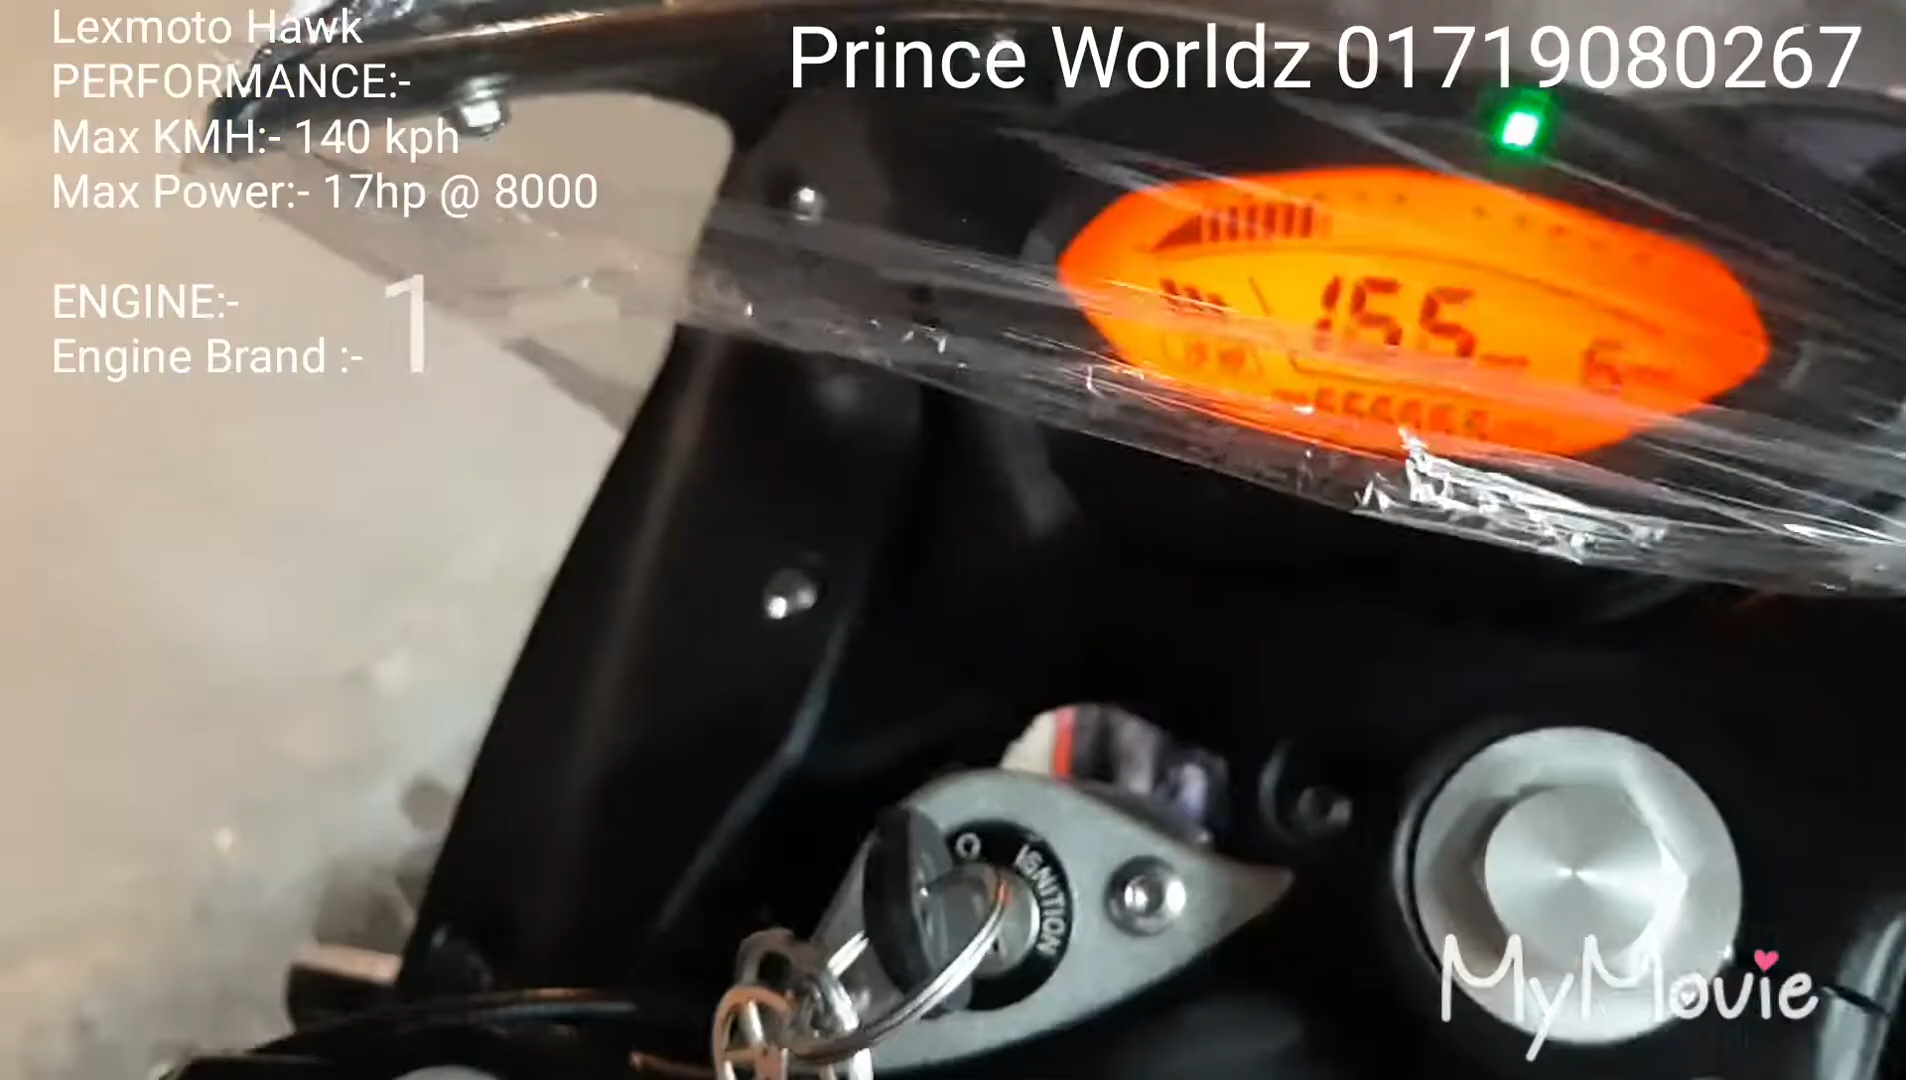 Lexmoto Hawk
PERFORMANCE:-
Max KMH:- 140 kph
Max Power:- 17hp @ 8000
ENGINE:-
Engine Brand :-
1
Prince Worldz 01719080267
155
6
IGNITION
MyMovie